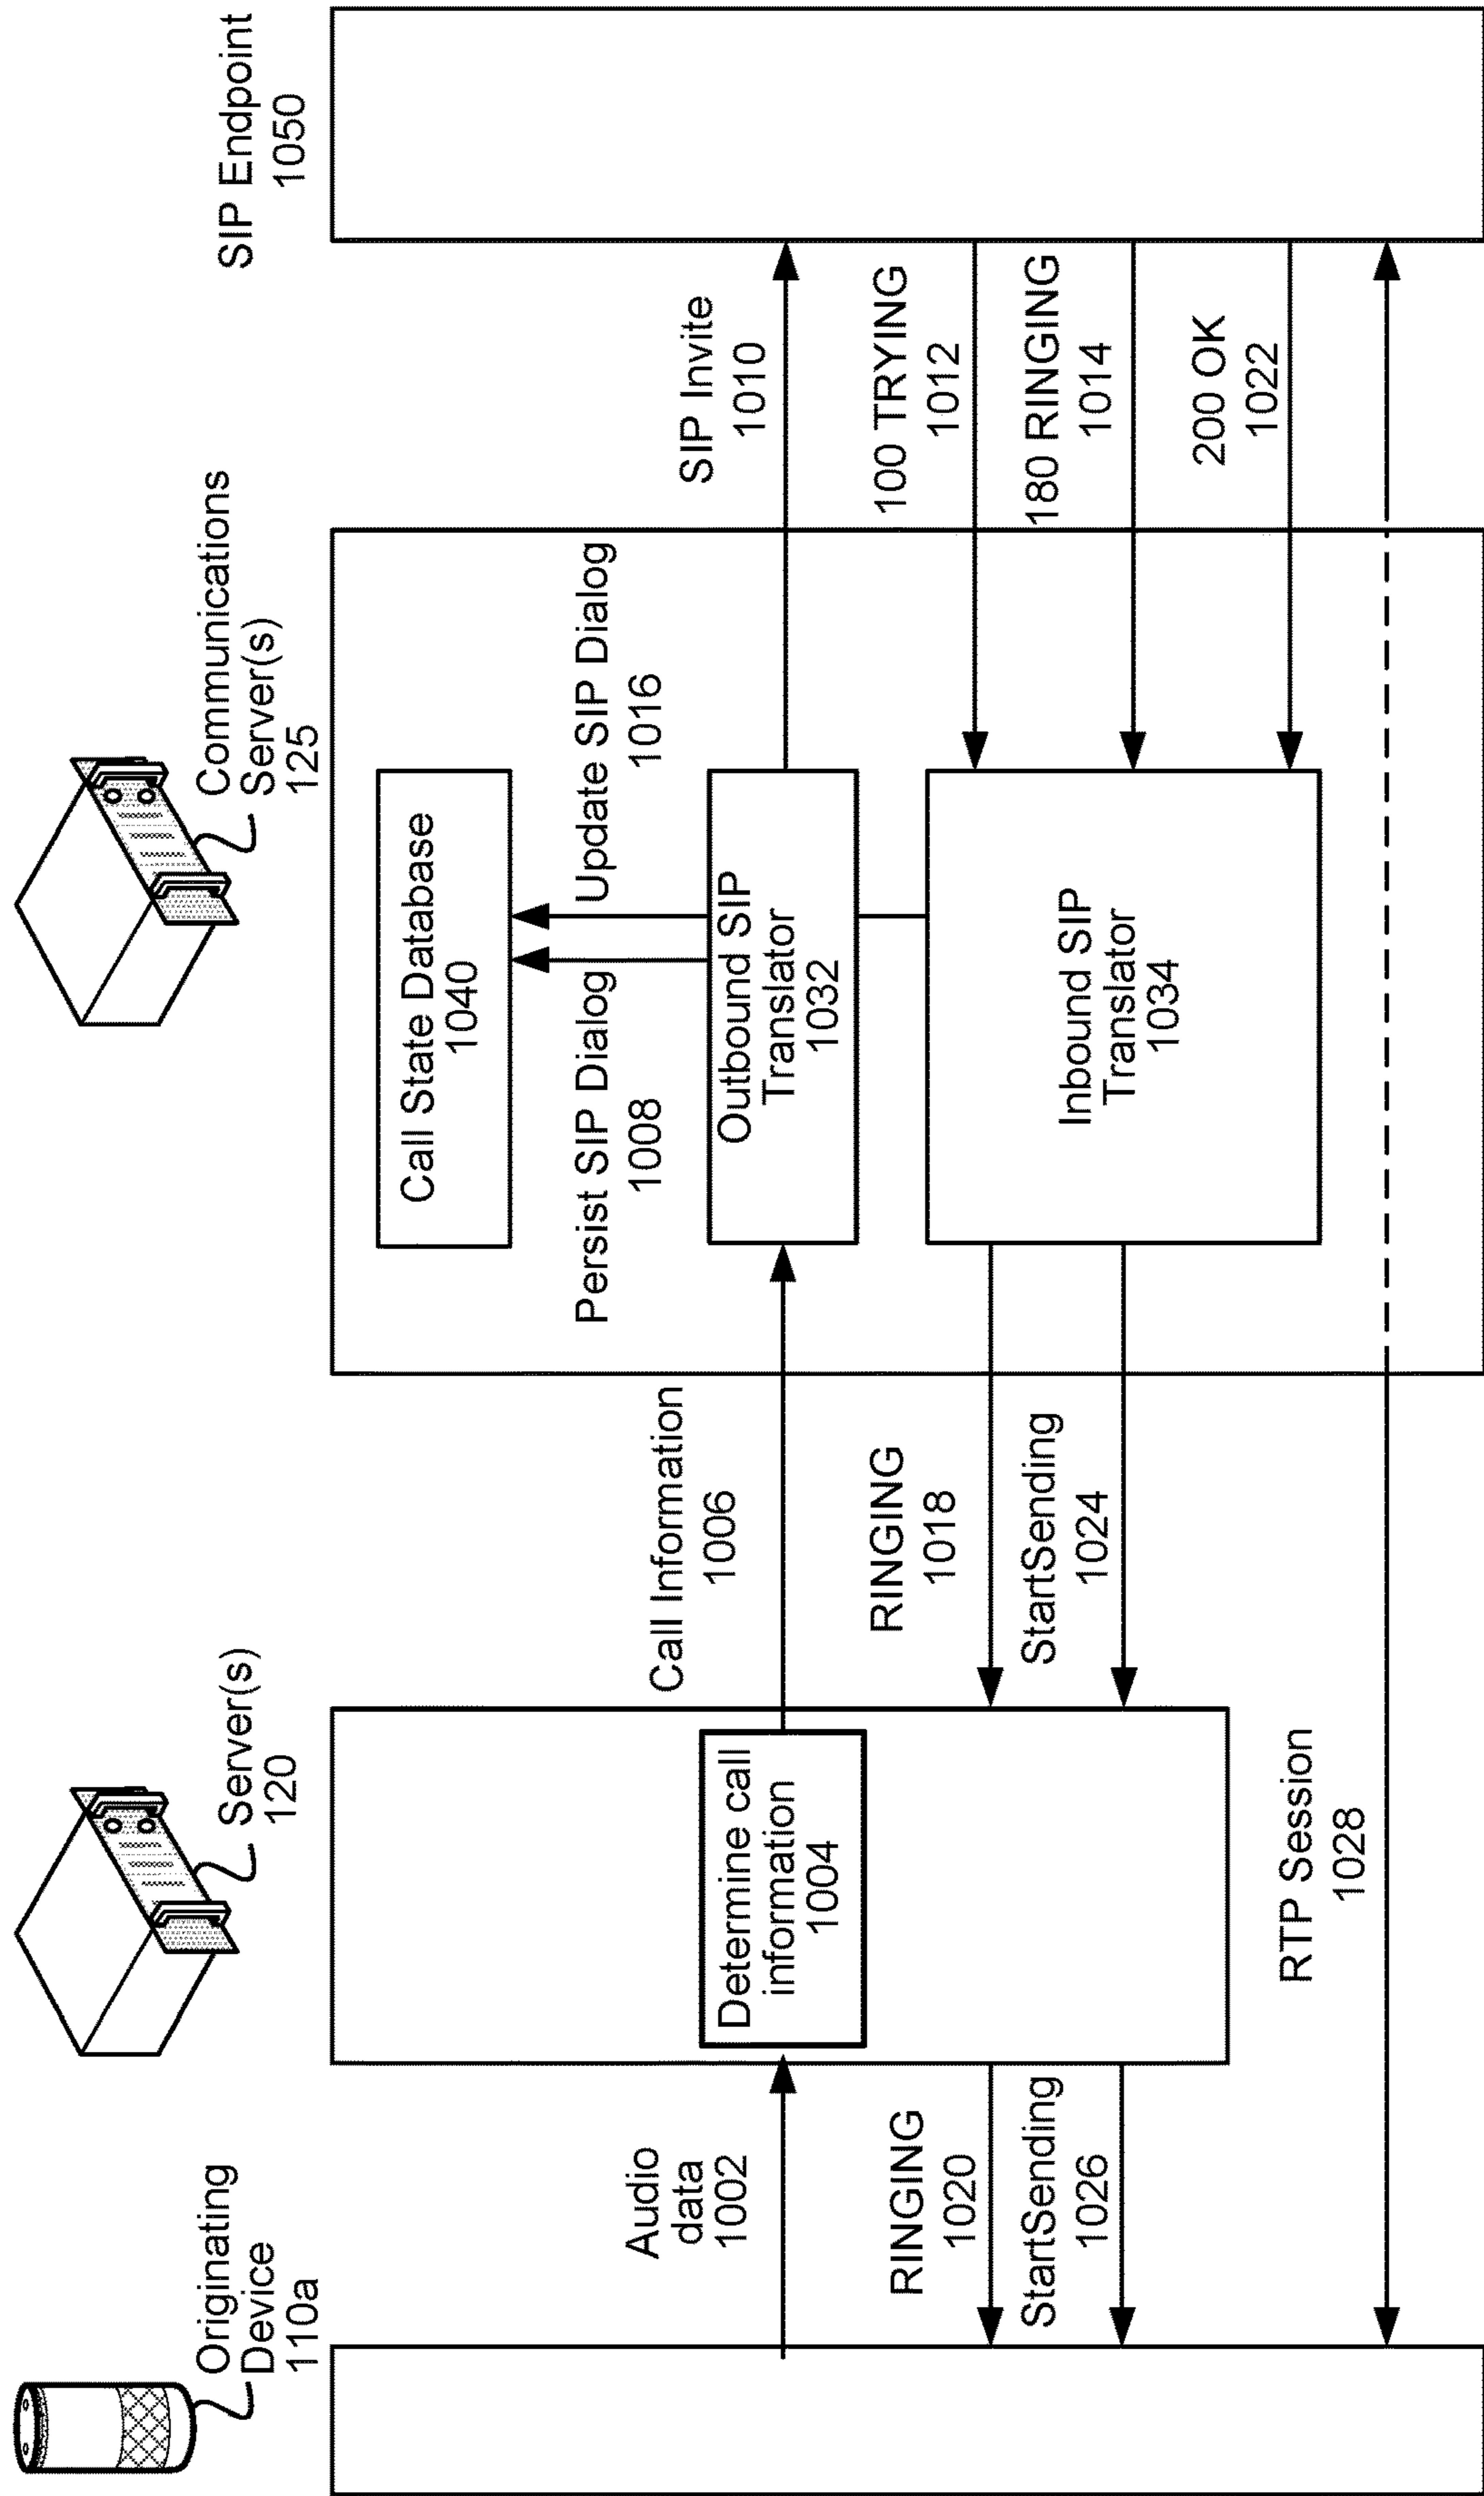 Originating
Device
110a
Server(s)
120
Communications
Server(s)
125
SIP Endpoint
1050
Call State Database
1040
Persist SIP Dialog
1008
Update SIP Dialog
1016
Audio
data
1002
Determine call
information
1004
Call Information
1006
Outbound SIP
Translator
1032
SIP Invite
1010
RINGING
1020
RINGING
1018
100 TRYING
1012
StartSending
1026
StartSending
1024
Inbound SIP
Translator
1034
180 RINGING
1014
200 OK
1022
RTP Session
1028